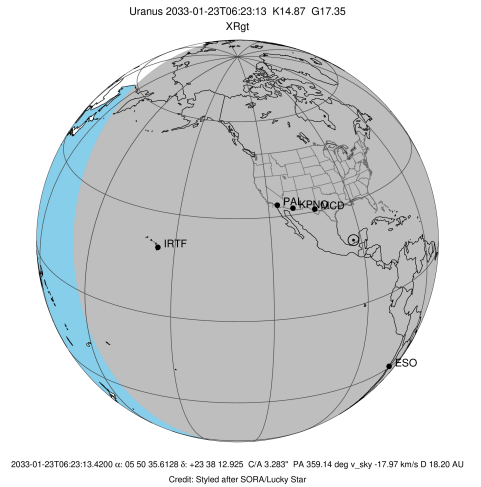 Uranus 2033-01-23T06:23:13 K14.87 G17.35
XRgt
PAL
KPNO
MCD
IRTF
ESO
2033-01-23T06:23:13.4200 α: 05 50 35.6128 δ: +23 38 12.925 C/A 3.283" PA 359.14 deg v_sky -17.97 km/s D 18.20 AU
Credit: Styled after SORA/Lucky Star